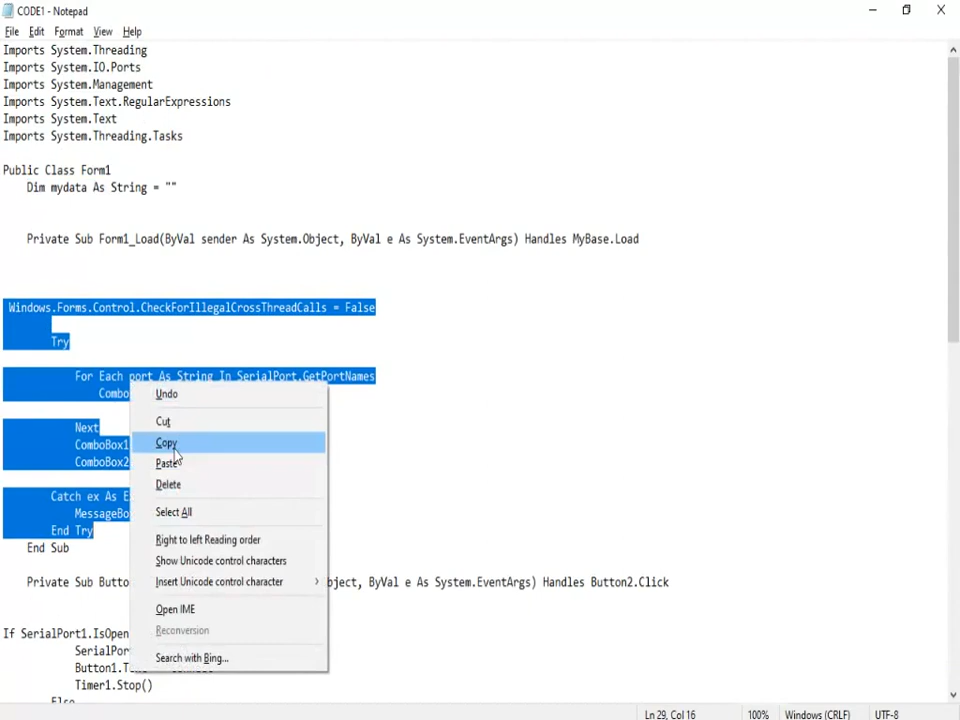 CODE1 - Notepad
File Edit Format View Help
Imports System.Threading
Imports System.IO.Ports
Imports System.Management
Imports System.Text.RegularExpressions
Imports System.Text
Imports System.Threading.Tasks
Public Class Form1
Dim mydata As String = ""
Private Sub Form1_Load(ByVal sender As System.Object, ByVal e As System.EventArgs) Handles MyBase.Load
Windows.Forms.Control.CheckForIllegalCrossThreadCalls = False
Try
For Each port As String In SerialPort.GetPortNames
Combo
Next
ComboBox1
ComboBox2
Catch ex As E
MessageBo
End Try
End Sub
Private Sub Butto bject, ByVal e As System.EventArgs) Handles Button2.Click
If SerialPort1.IsOpen
SerialPor
Button1.T
Timer1.Stop()
Else
Undo
Cut
Copy
Paste
Delete
Select All
Right to left Reading order
Show Unicode control characters
Insert Unicode control character
Open IME
Reconversion
Search with Bing...
Ln 29, Col 16 100% Windows (CRLF) UTF-8